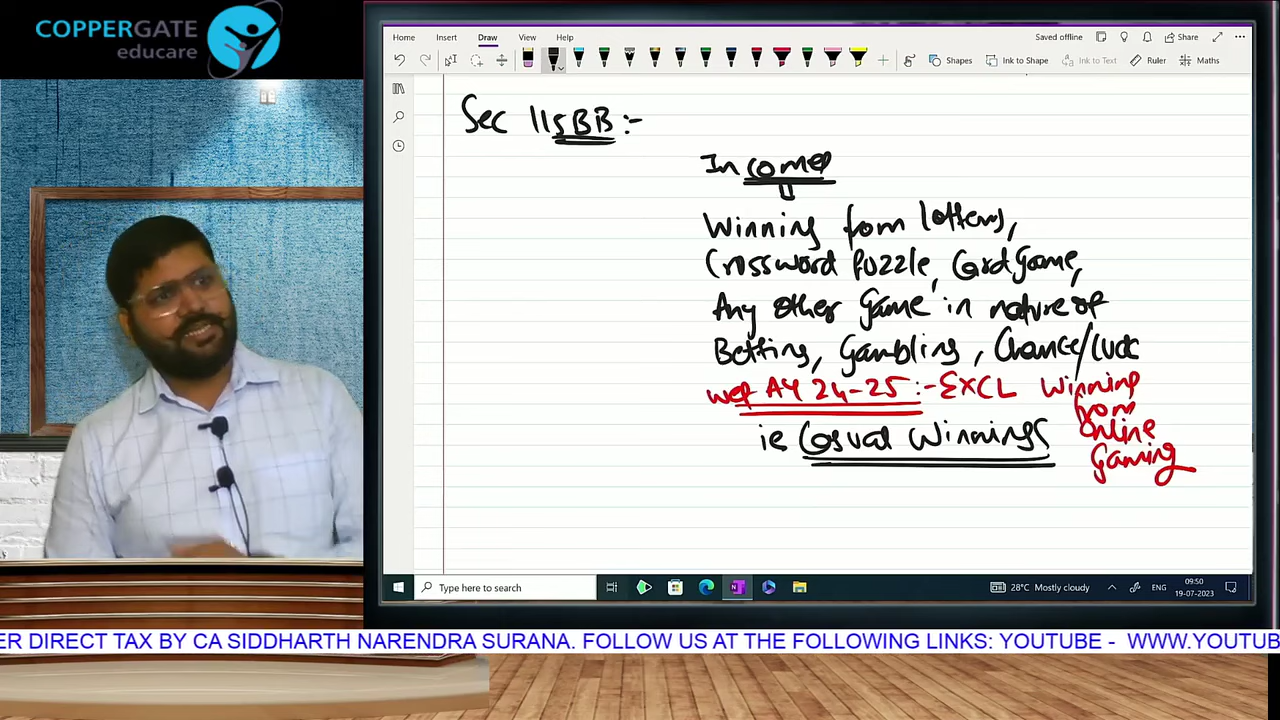 COPPERGATE
educare
Home Insert Draw View Help
Saved offline
Share
Shapes
Ink to Shape
Ink to Text
Ruler
Maths
Sec 115BB:-
Income
Winning from lottery,
Crossword Puzzle, Card Game,
Any other Game in nature of
Betting, Gambling, Chance/Luck
wef AY 24-25 :- EXCL Winning
from
Online
Gaming
ie Casual Winnings
Type here to search
28°C Mostly cloudy
ENG
09:50
19-07-2023
ER DIRECT TAX BY CA SIDDHARTH NARENDRA SURANA. FOLLOW US AT THE FOLLOWING LINKS: YOUTUBE - WWW.YOUTUB